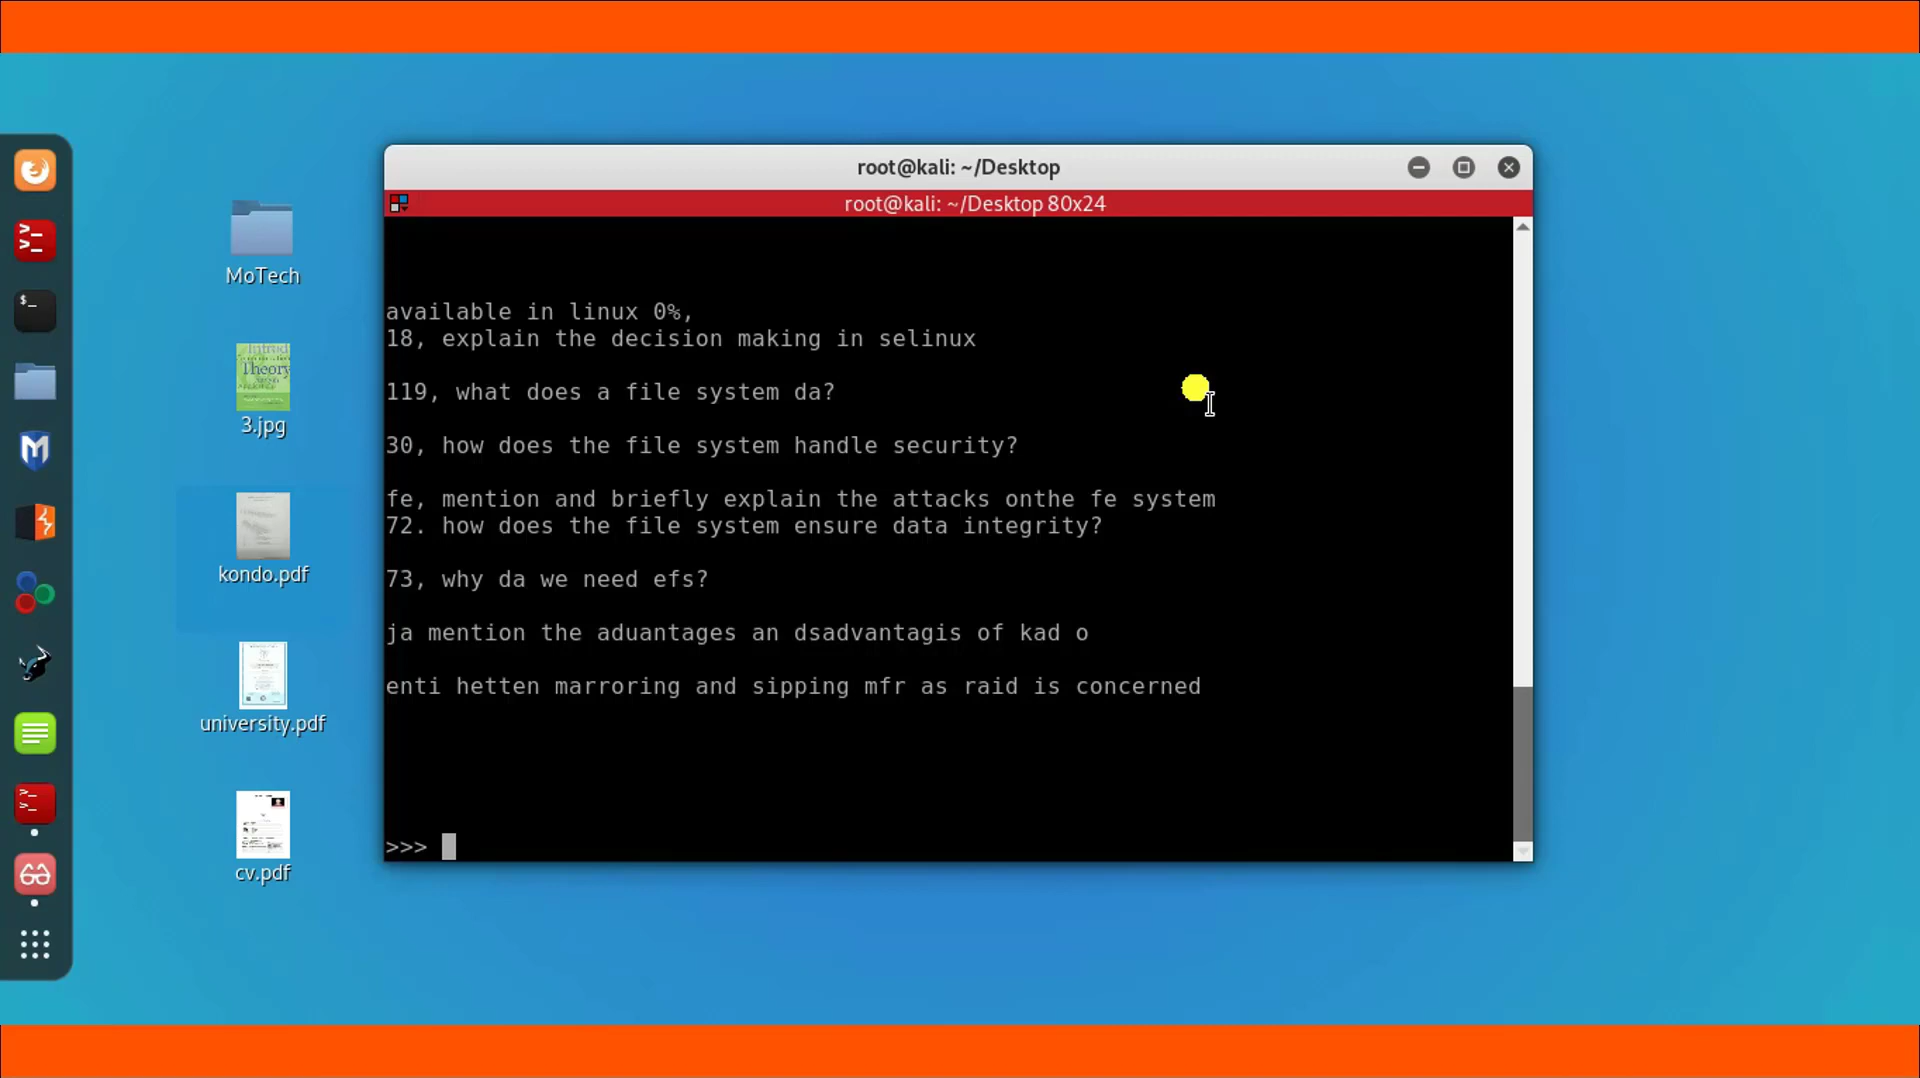 root@kali: ~/Desktop
root@kali: ~/Desktop 80x24
available in linux 0%,
18, explain the decision making in selinux
119, what does a file system da?
30, how does the file system handle security?
fe, mention and briefly explain the attacks onthe fe system
72. how does the file system ensure data integrity?
73, why da we need efs?
ja mention the aduantages an dsadvantagis of kad o
enti hetten marroring and sipping mfr as raid is concerned
>>>
MoTech
Introd
Theory
3.jpg
kondo.pdf
university.pdf
cv.pdf